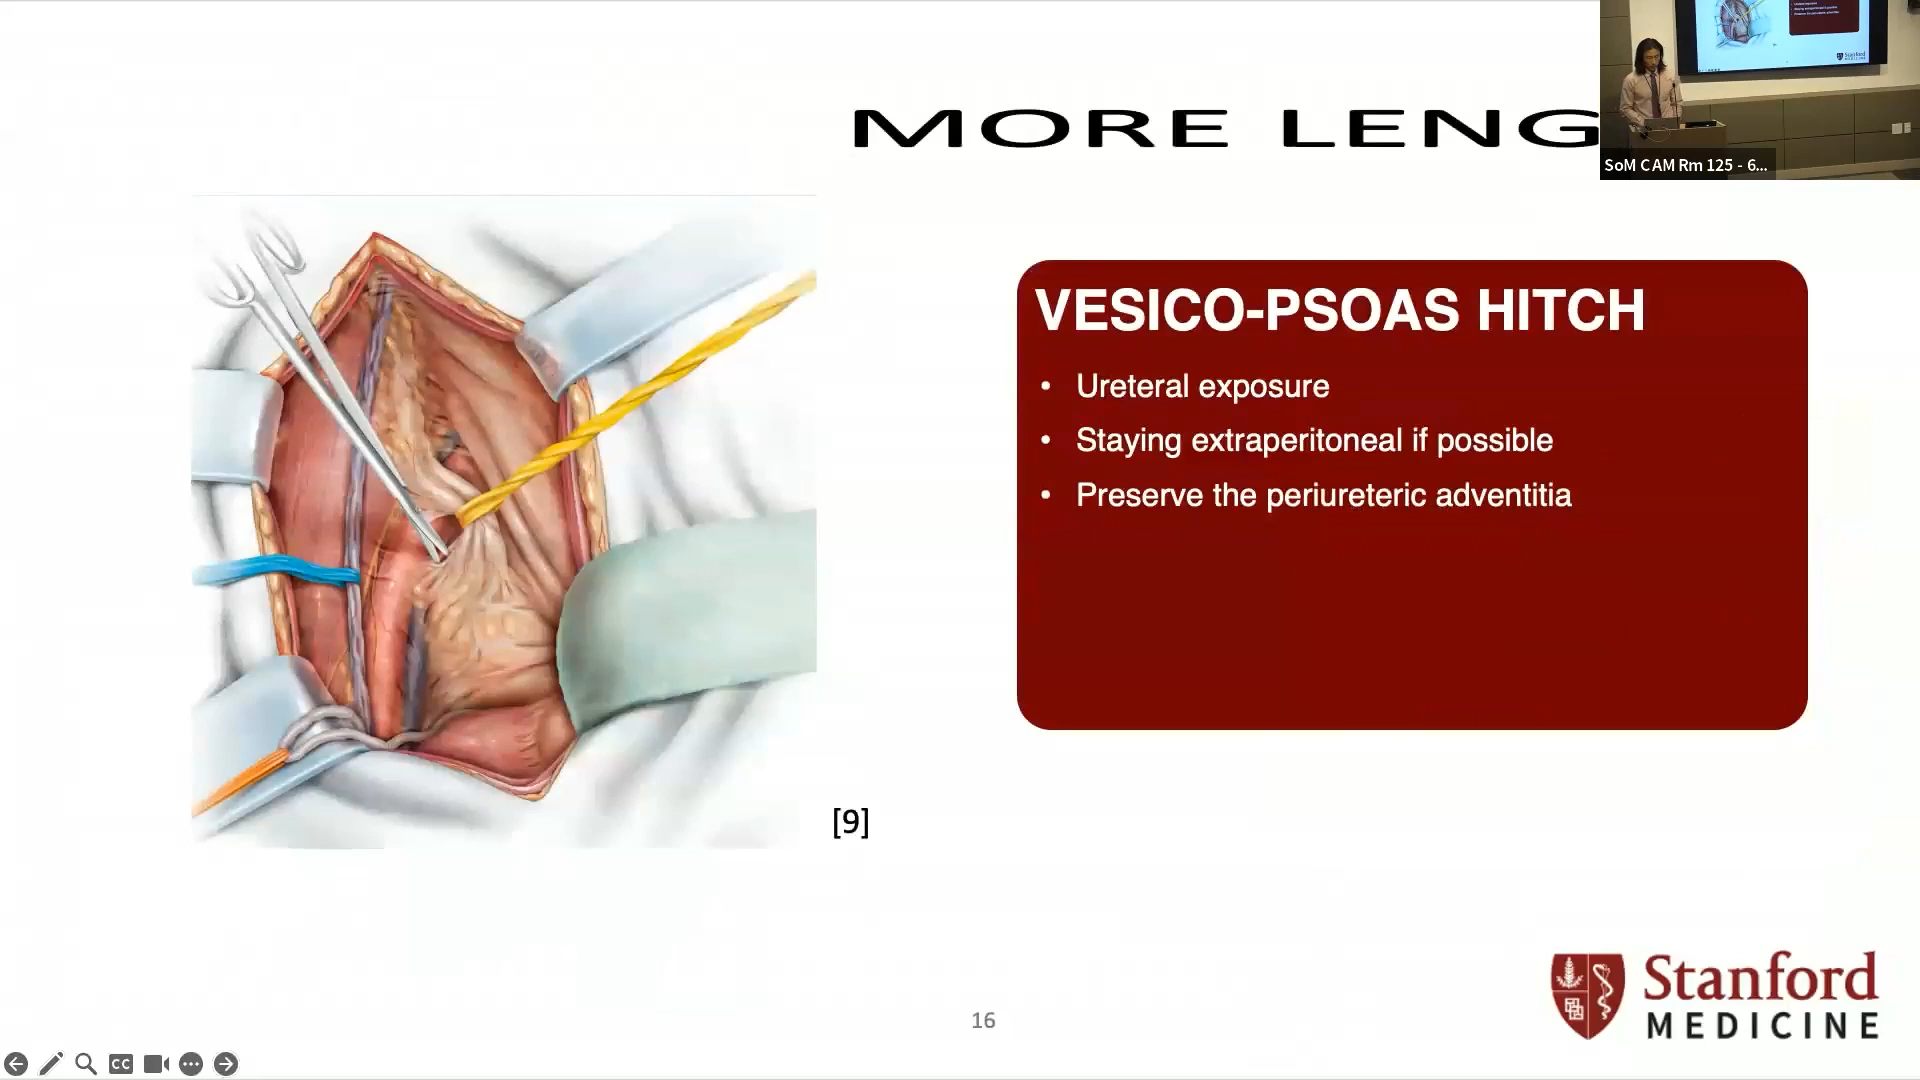 MORE LENG
SoM CAM Rm 125 - 6...
VESICO-PSOAS HITCH
• Ureteral exposure
• Staying extraperitoneal if possible
• Preserve the periureteric adventitia
[9]
16
Stanford
MEDICINE
CC